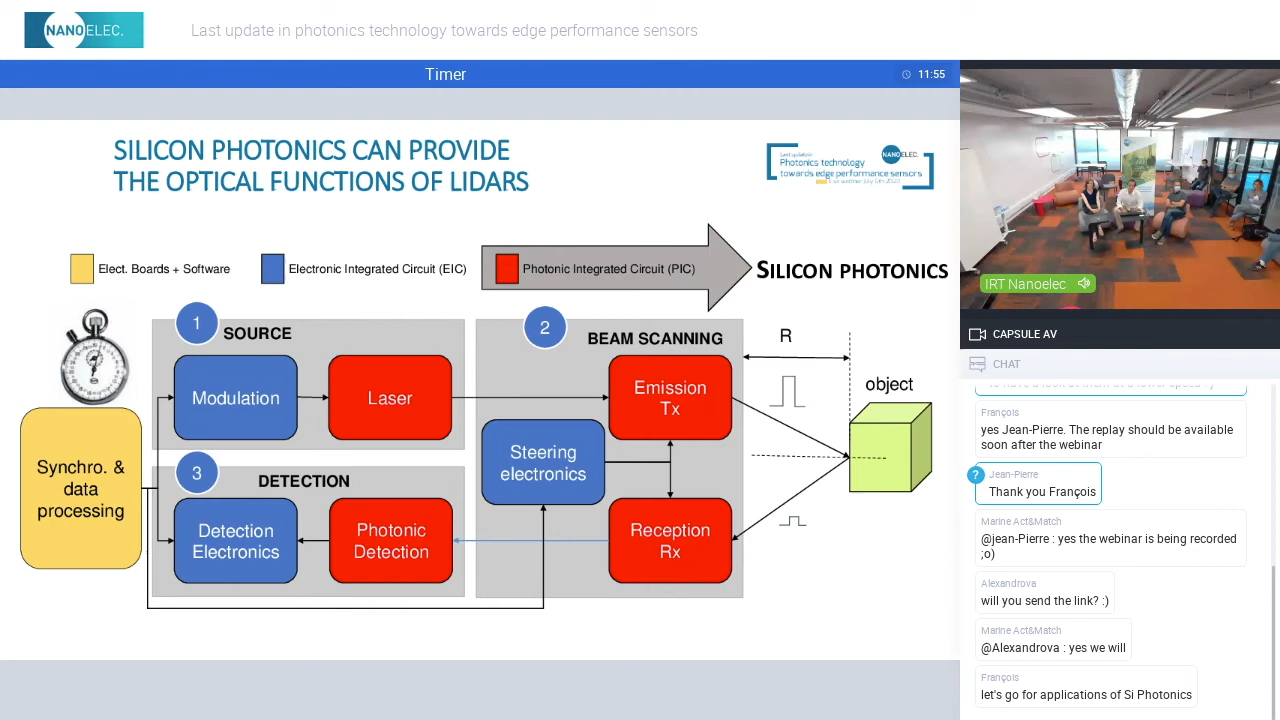 NANOELEC.
Last update in photonics technology towards edge performance sensors
Timer
11:55
SILICON PHOTONICS CAN PROVIDE
THE OPTICAL FUNCTIONS OF LIDARS
Last update in
NANOELEC.
Photonics technology
towards edge performance sensors
Elect. Boards + Software
Electronic Integrated Circuit (EIC)
Photonic Integrated Circuit (PIC)
SILICON PHOTONICS
1
SOURCE
Modulation
Laser
2
BEAM SCANNING
Emission
Tx
Steering
electronics
Reception
Rx
R
object
Synchro. &
data
processing
3
DETECTION
Detection
Electronics
Photonic
Detection
IRT Nanoelec
CAPSULE AV
CHAT
François
yes Jean-Pierre. The replay should be available
soon after the webinar
?
Jean-Pierre
Thank you François
Marine Act&Match
@jean-Pierre : yes the webinar is being recorded
;o)
Alexandrova
will you send the link? :)
Marine Act&Match
@Alexandrova : yes we will
François
let's go for applications of Si Photonics